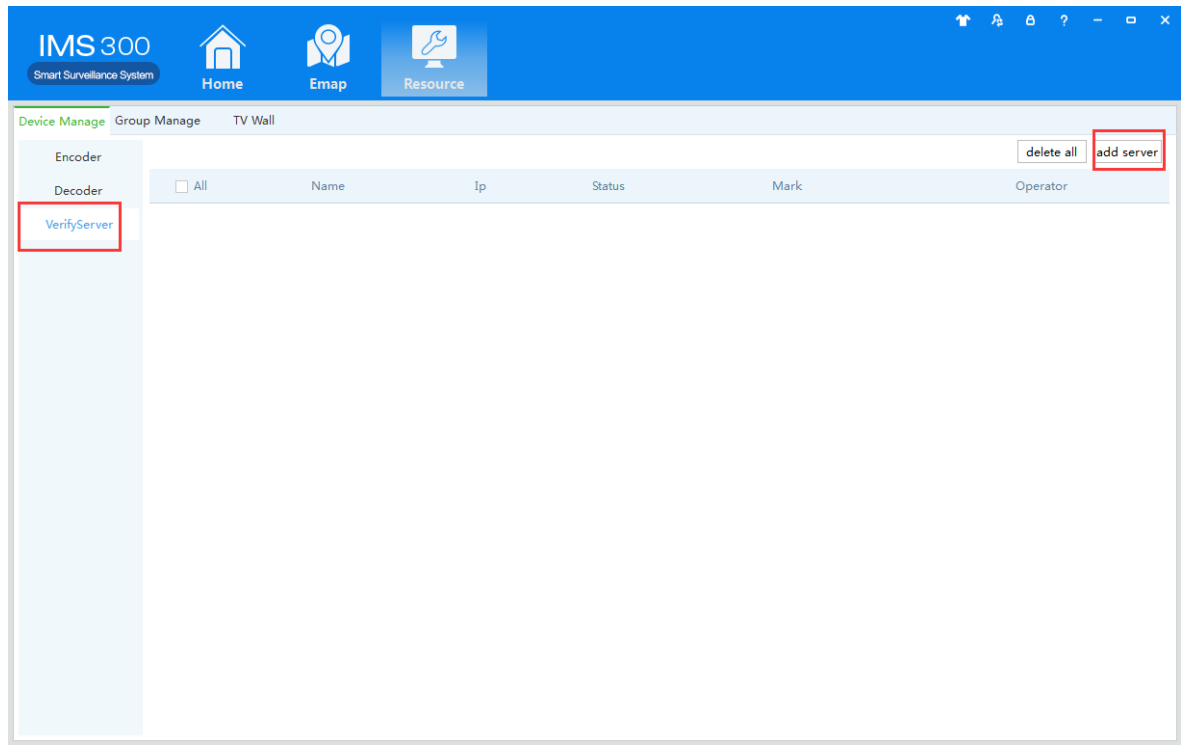 IMS 300
Smart Surveillance System
Home
Emap
Resource
?
Device Manage
Group Manage
TV Wall
Encoder
Decoder
VerifyServer
delete all
add server
All
Name
Ip
Status
Mark
Operator